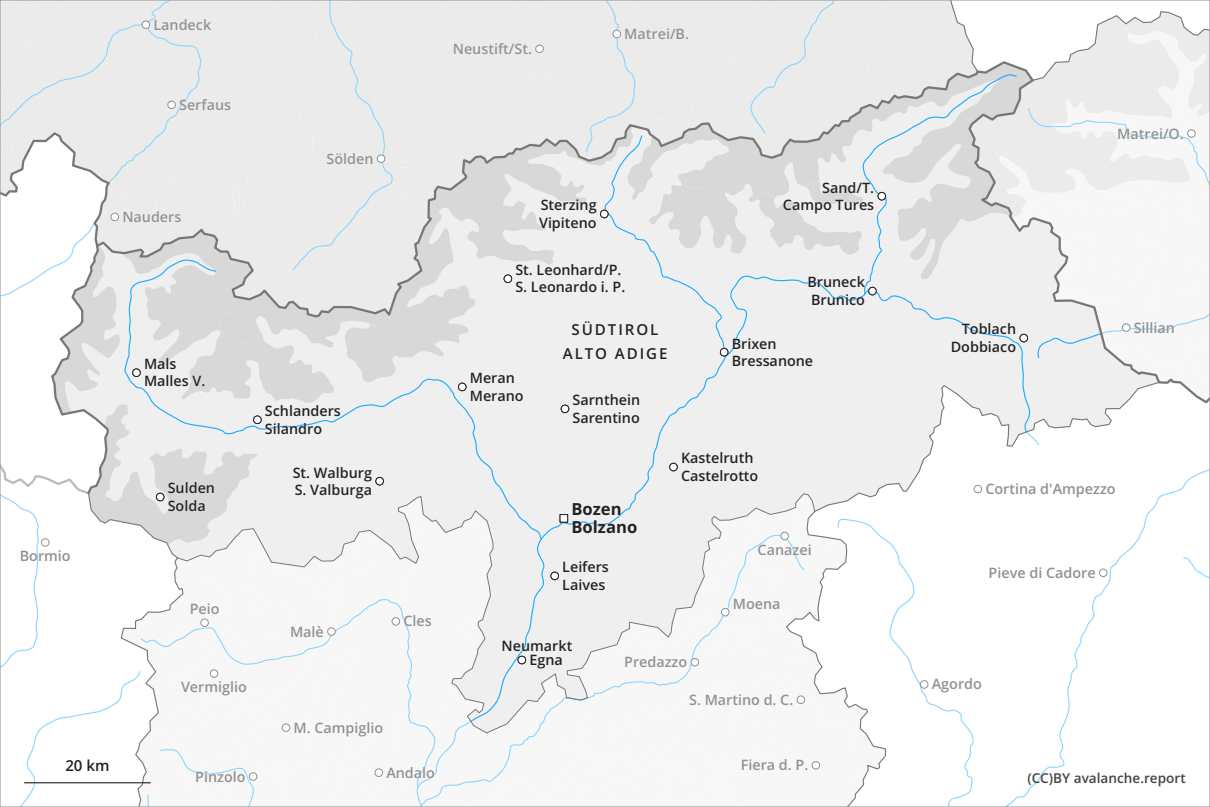 Landeck
Matrei/B.
Neustift/St.
Serfaus
Matrei/O.
Sölden
Sand/T.
Campo Tures
Sterzing
Vipiteno
Nauders
St. Leonhard/P.
S. Leonardo i. P.
Bruneck
Brunico
SÜDTIROL
ALTO ADIGE
Toblach
Dobbiaco
Sillian
Brixen
Bressanone
Mals
Malles V.
Meran
Merano
Sarnthein
Sarentino
Schlanders
Silandro
Kastelruth
Castelrotto
St. Walburg
S. Valburga
Sulden
Solda
Cortina d'Ampezzo
Bozen
Bolzano
Bormio
Canazei
Leifers
Laives
Pieve di Cadore
Peio
Moena
Malè
Cles
Neumarkt
Egna
Predazzo
Vermiglio
Agordo
S. Martino d. C.
M. Campiglio
20 km
Pinzolo
Andalo
Fiera d. P.
(CC)BY avalanche.report